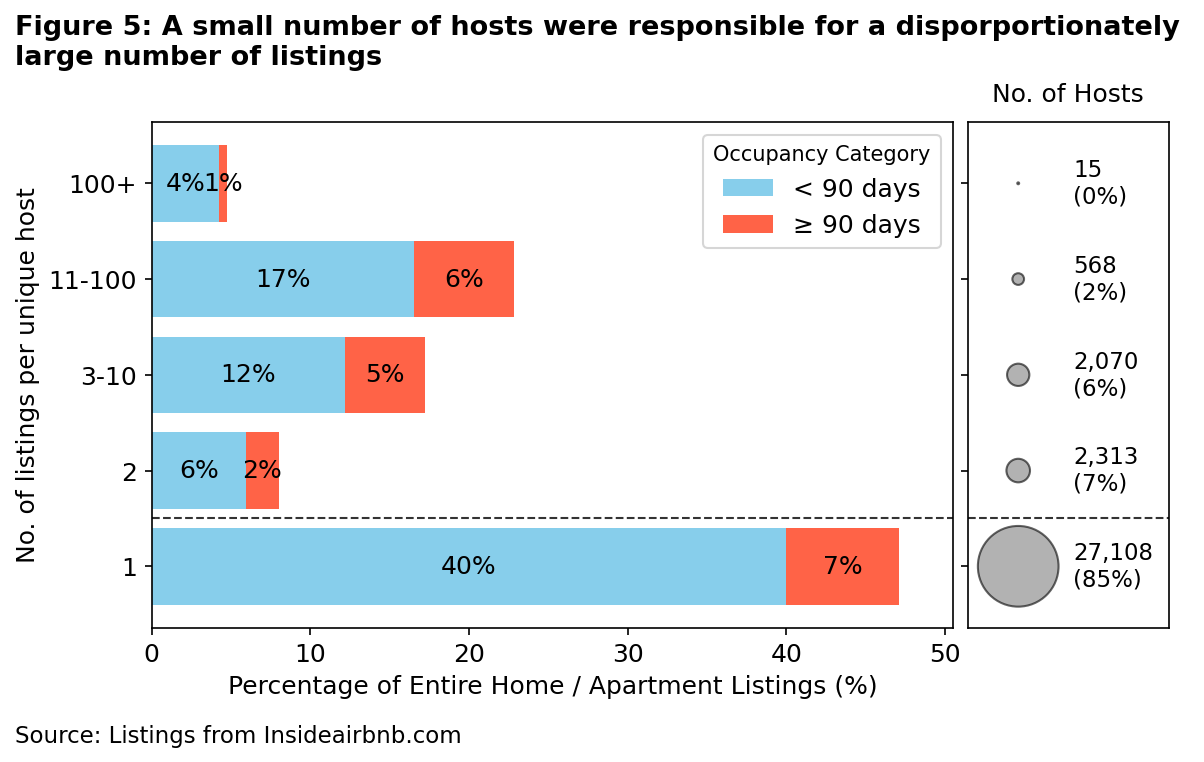 Figure 5: A small number of hosts were responsible for a disporportionately
large number of listings
No. of Hosts
No. of listings per unique host
Occupancy Category
< 90 days
≥ 90 days
100+
4%
1%
15
(0%)
11-100
17%
6%
568
(2%)
3-10
12%
5%
2,070
(6%)
2
6%
2%
2,313
(7%)
1
40%
7%
27,108
(85%)
0 10 20 30 40 50
Percentage of Entire Home / Apartment Listings (%)
Source: Listings from Insideairbnb.com